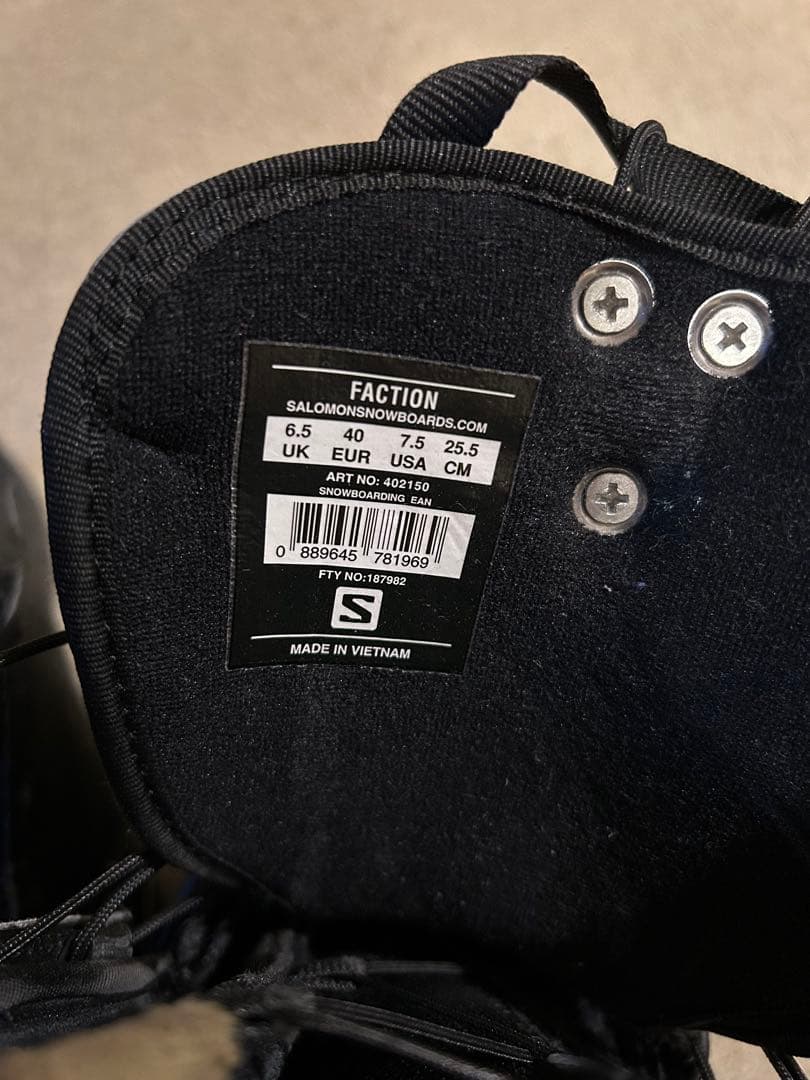 FACTION
SALOMONSNOWBOARDS.COM
6.5 40 7.5 25.5
UK EUR USA CM
ART NO: 402150
SNOWBOARDING EAN
0 889645 781969
FTY NO:187982
S
MADE IN VIETNAM